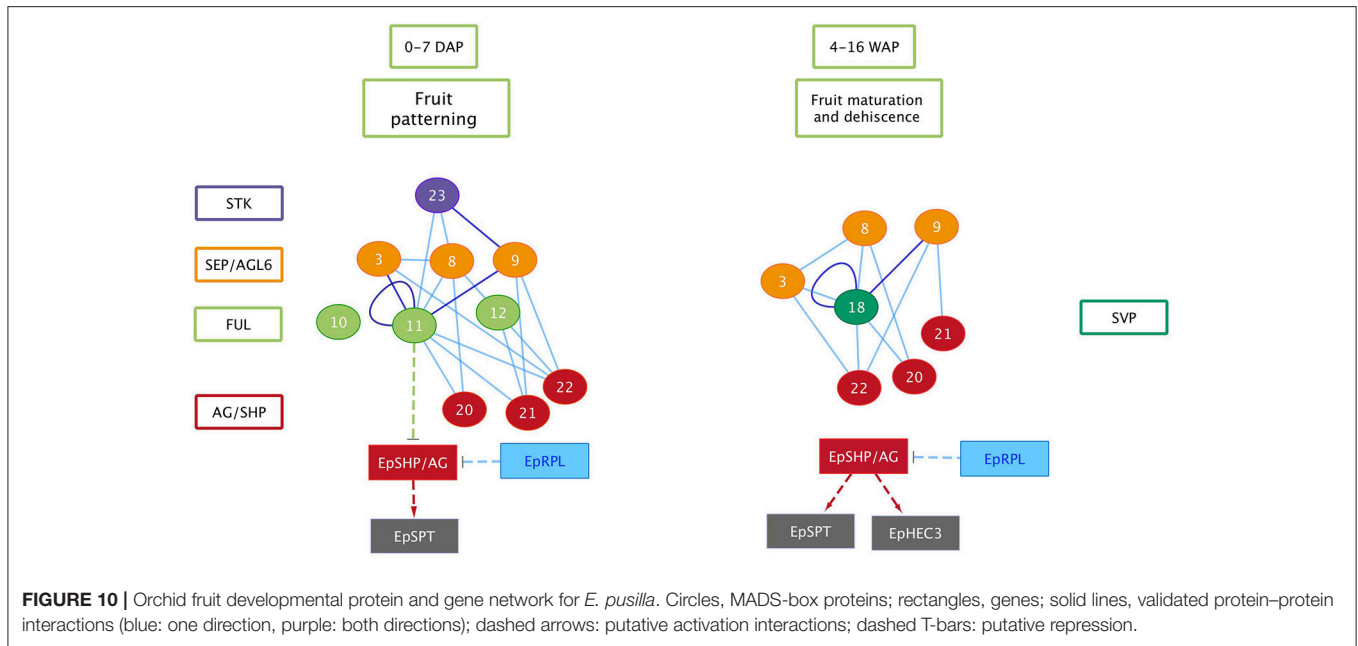 0–7 DAP
4–16 WAP
Fruit
patterning
Fruit maturation
and dehiscence
STK
SEP/AGL6
FUL
AG/SHP
23
3
8
9
10
11
12
20
21
22
EpSHP/AG
EpRPL
EpSPT
8
9
3
18
21
20
22
SVP
EpSHP/AG
EpRPL
EpSPT
EpHEC3
FIGURE 10 | Orchid fruit developmental protein and gene network for E. pusilla. Circles, MADS-box proteins; rectangles, genes; solid lines, validated protein–protein
interactions (blue: one direction, purple: both directions); dashed arrows: putative activation interactions; dashed T-bars: putative repression.